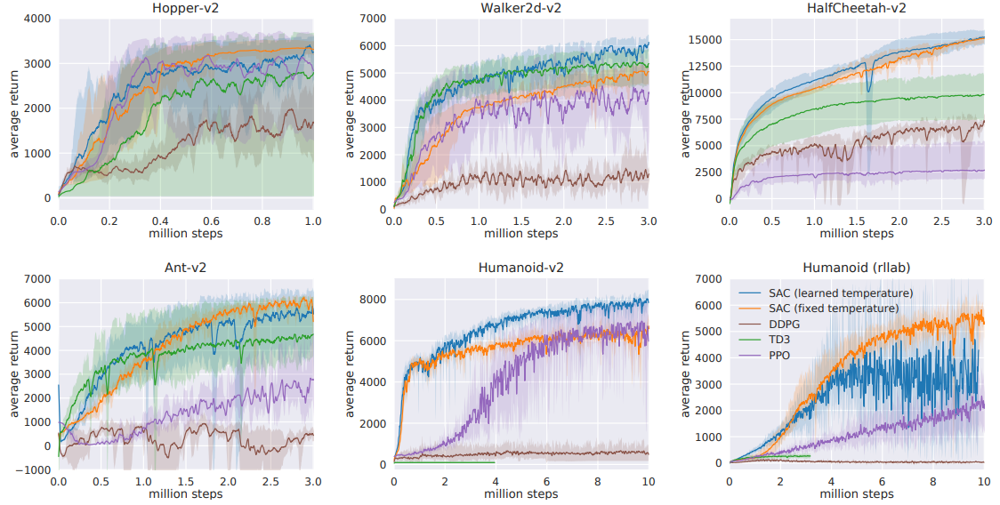 Hopper-v2
average return
4000
3000
2000
1000
0
0.0 0.2 0.4 0.6 0.8 1.0
million steps
Walker2d-v2
average return
7000
6000
5000
4000
3000
2000
1000
0
0.0 0.5 1.0 1.5 2.0 2.5 3.0
million steps
HalfCheetah-v2
average return
15000
12500
10000
7500
5000
2500
0
0.0 0.5 1.0 1.5 2.0 2.5 3.0
million steps
Ant-v2
average return
7000
6000
5000
4000
3000
2000
1000
0
−1000
0.0 0.5 1.0 1.5 2.0 2.5 3.0
million steps
Humanoid-v2
average return
8000
6000
4000
2000
0
0 2 4 6 8 10
million steps
Humanoid (rllab)
average return
7000
6000
5000
4000
3000
2000
1000
0
SAC (learned temperature)
SAC (fixed temperature)
DDPG
TD3
PPO
0 2 4 6 8 10
million steps